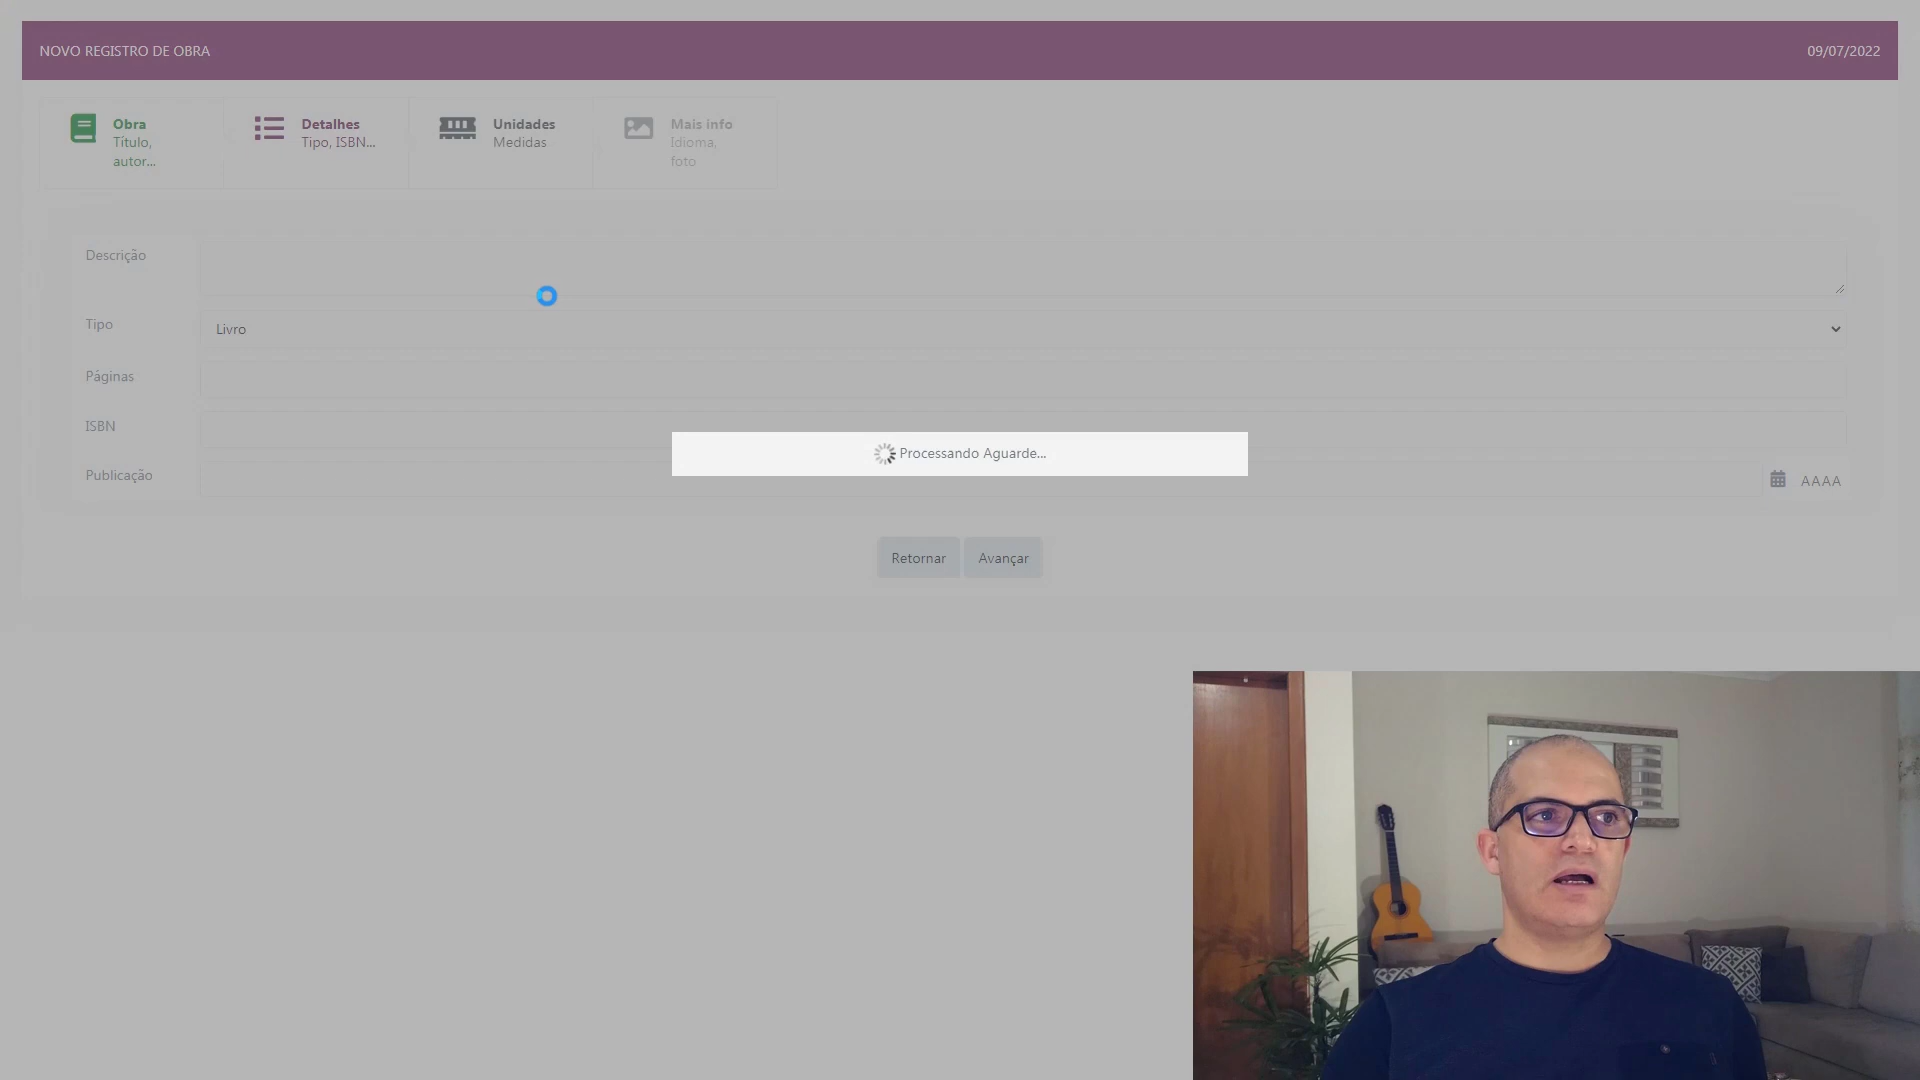 NOVO REGISTRO DE OBRA
09/07/2022
Obra
Título,
autor...
Detalhes
Tipo, ISBN...
Unidades
Medidas
Mais info
Idioma,
foto
Descrição
Tipo
Livro
Páginas
ISBN
Processando Aguarde...
Publicação
AAAA
Retornar
Avançar